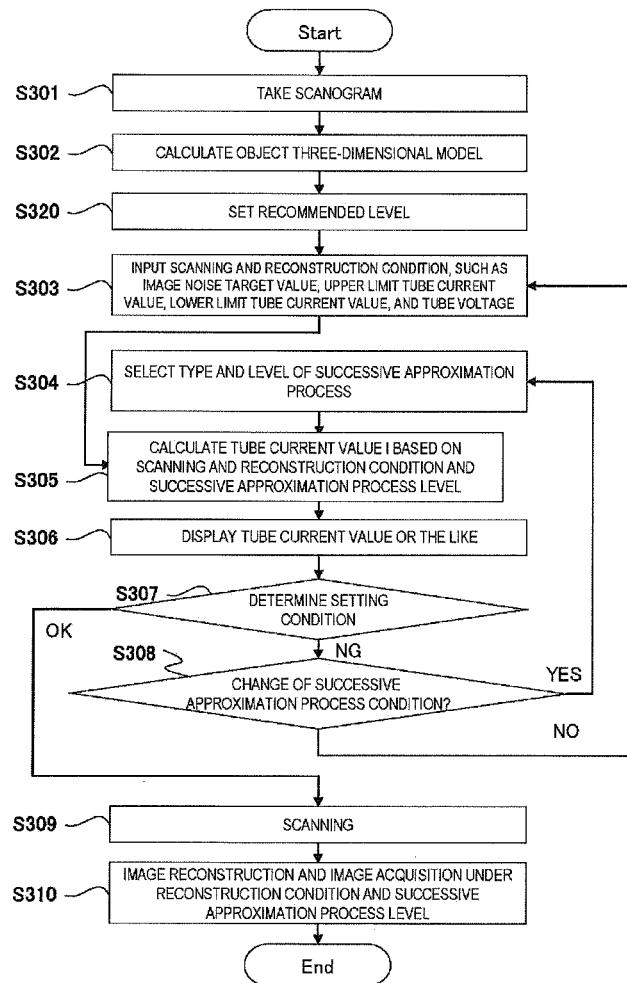 Start
S301
TAKE SCANOGRAM
S302
CALCULATE OBJECT THREE-DIMENSIONAL MODEL
S320
SET RECOMMENDED LEVEL
S303
INPUT SCANNING AND RECONSTRUCTION CONDITION, SUCH AS
IMAGE NOISE TARGET VALUE, UPPER LIMIT TUBE CURRENT
VALUE, LOWER LIMIT TUBE CURRENT VALUE, AND TUBE VOLTAGE
S304
SELECT TYPE AND LEVEL OF SUCCESSIVE APPROXIMATION
PROCESS
S305
CALCULATE TUBE CURRENT VALUE I BASED ON
SCANNING AND RECONSTRUCTION CONDITION AND
SUCCESSIVE APPROXIMATION PROCESS LEVEL
S306
DISPLAY TUBE CURRENT VALUE OR THE LIKE
S307
DETERMINE SETTING
CONDITION
OK
NG
S308
CHANGE OF SUCCESSIVE
APPROXIMATION PROCESS CONDITION?
YES
NO
S309
SCANNING
S310
IMAGE RECONSTRUCTION AND IMAGE ACQUISITION UNDER
RECONSTRUCTION CONDITION AND SUCCESSIVE
APPROXIMATION PROCESS LEVEL
End